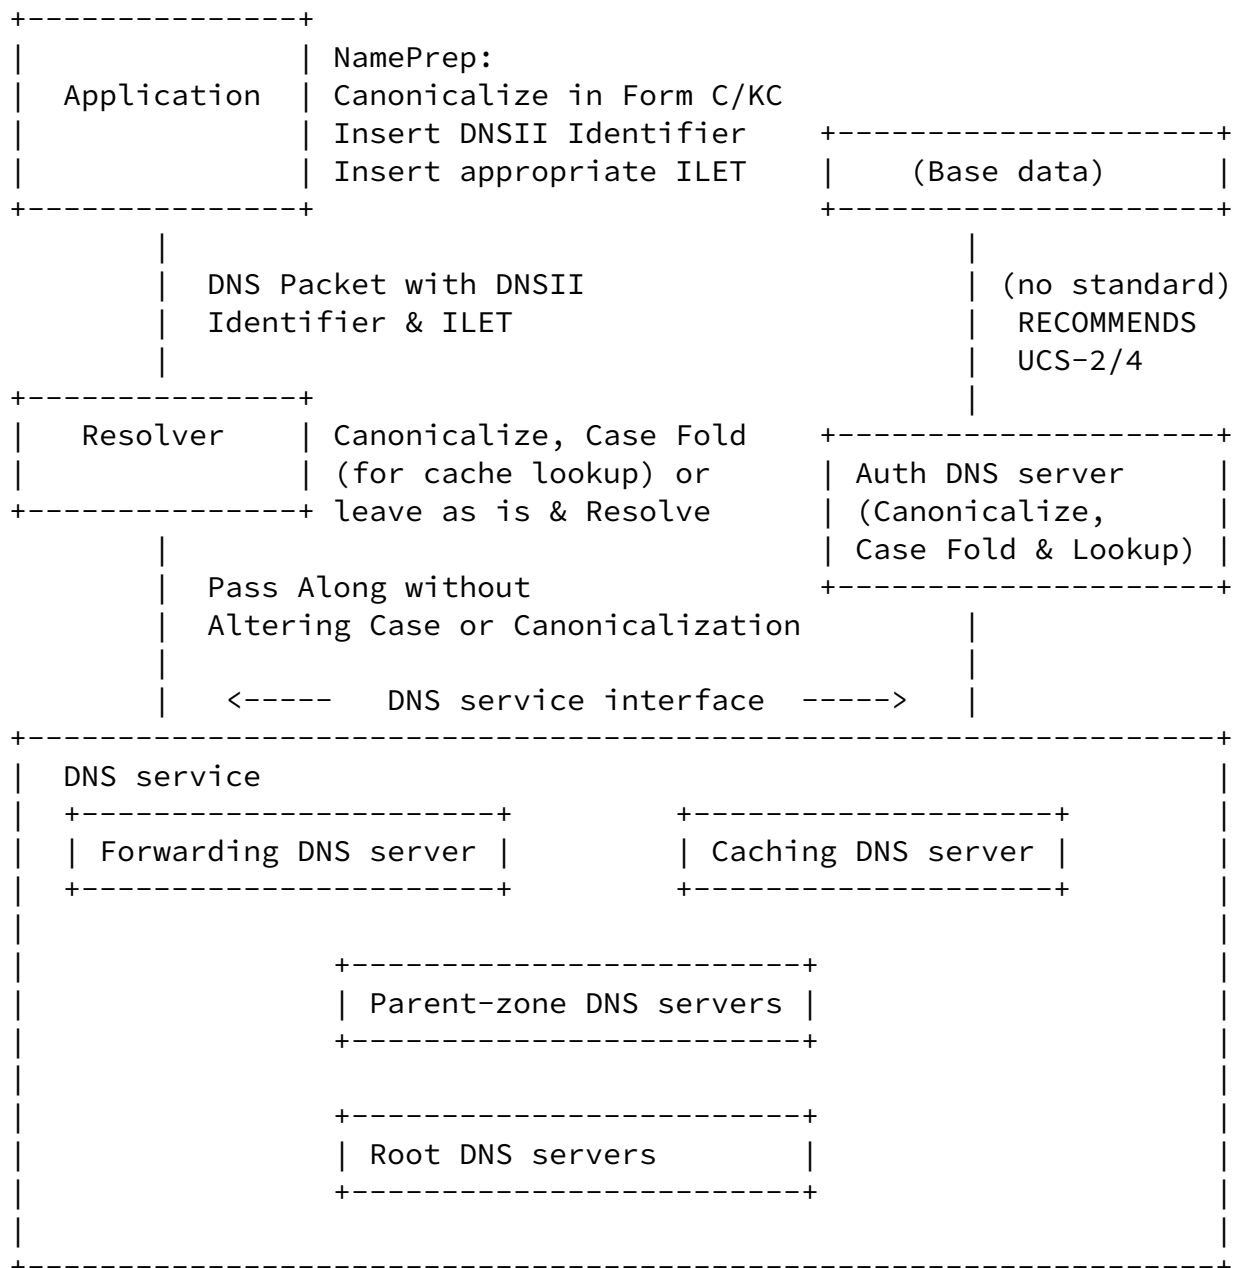 NamePrep:
Application Canonicalize in Form C/KC
Insert DNSII Identifier
Insert appropriate ILET (Base data)
DNS Packet with DNSII (no standard)
Identifier & ILET RECOMMENDS
UCS-2/4
Resolver Canonicalize, Case Fold
(for cache lookup) or Auth DNS server
leave as is & Resolve (Canonicalize,
Case Fold & Lookup)
Pass Along without
Altering Case or Canonicalization
<----- DNS service interface ----->
DNS service
Forwarding DNS server Caching DNS server
Parent-zone DNS servers
Root DNS servers